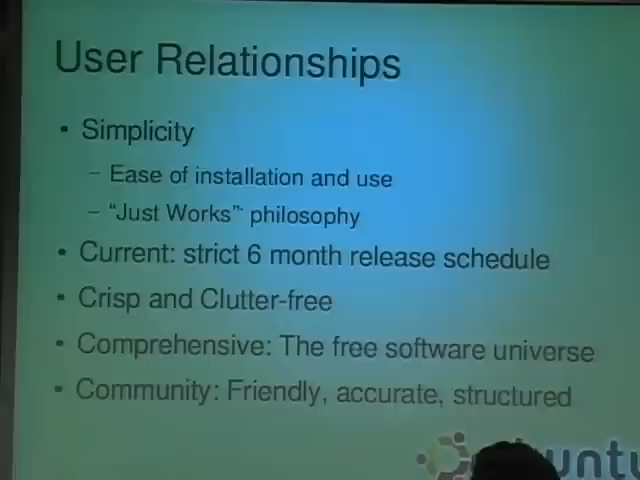 User Relationships
• Simplicity
– Ease of installation and use
– "Just Works" philosophy
• Current: strict 6 month release schedule
• Crisp and Clutter-free
• Comprehensive: The free software universe
• Community: Friendly, accurate, structured